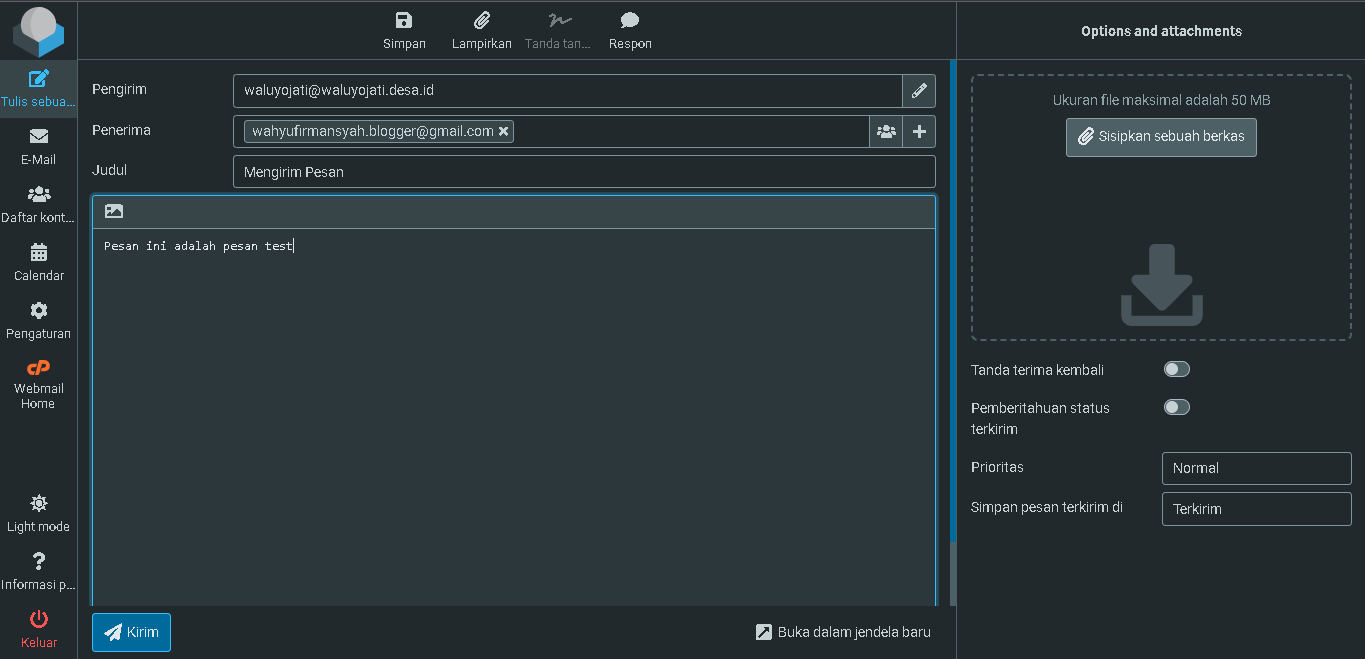 Tulis sebua...
E-Mail
Daftar kont...
Calendar
Pengaturan
cP
Webmail
Home
Light mode
?
Informasi p...
Keluar
Simpan
Lampirkan
Tanda tan...
Respon
Pengirim
waluyojati@waluyojati.desa.id
Penerima
wahyufirmansyah.blogger@gmail.com
Judul
Mengirim Pesan
Pesan ini adalah pesan test
Kirim
Buka dalam jendela baru
Options and attachments
Ukuran file maksimal adalah 50 MB
Sisipkan sebuah berkas
Tanda terima kembali
Pemberitahuan status
terkirim
Prioritas
Normal
Simpan pesan terkirim di
Terkirim